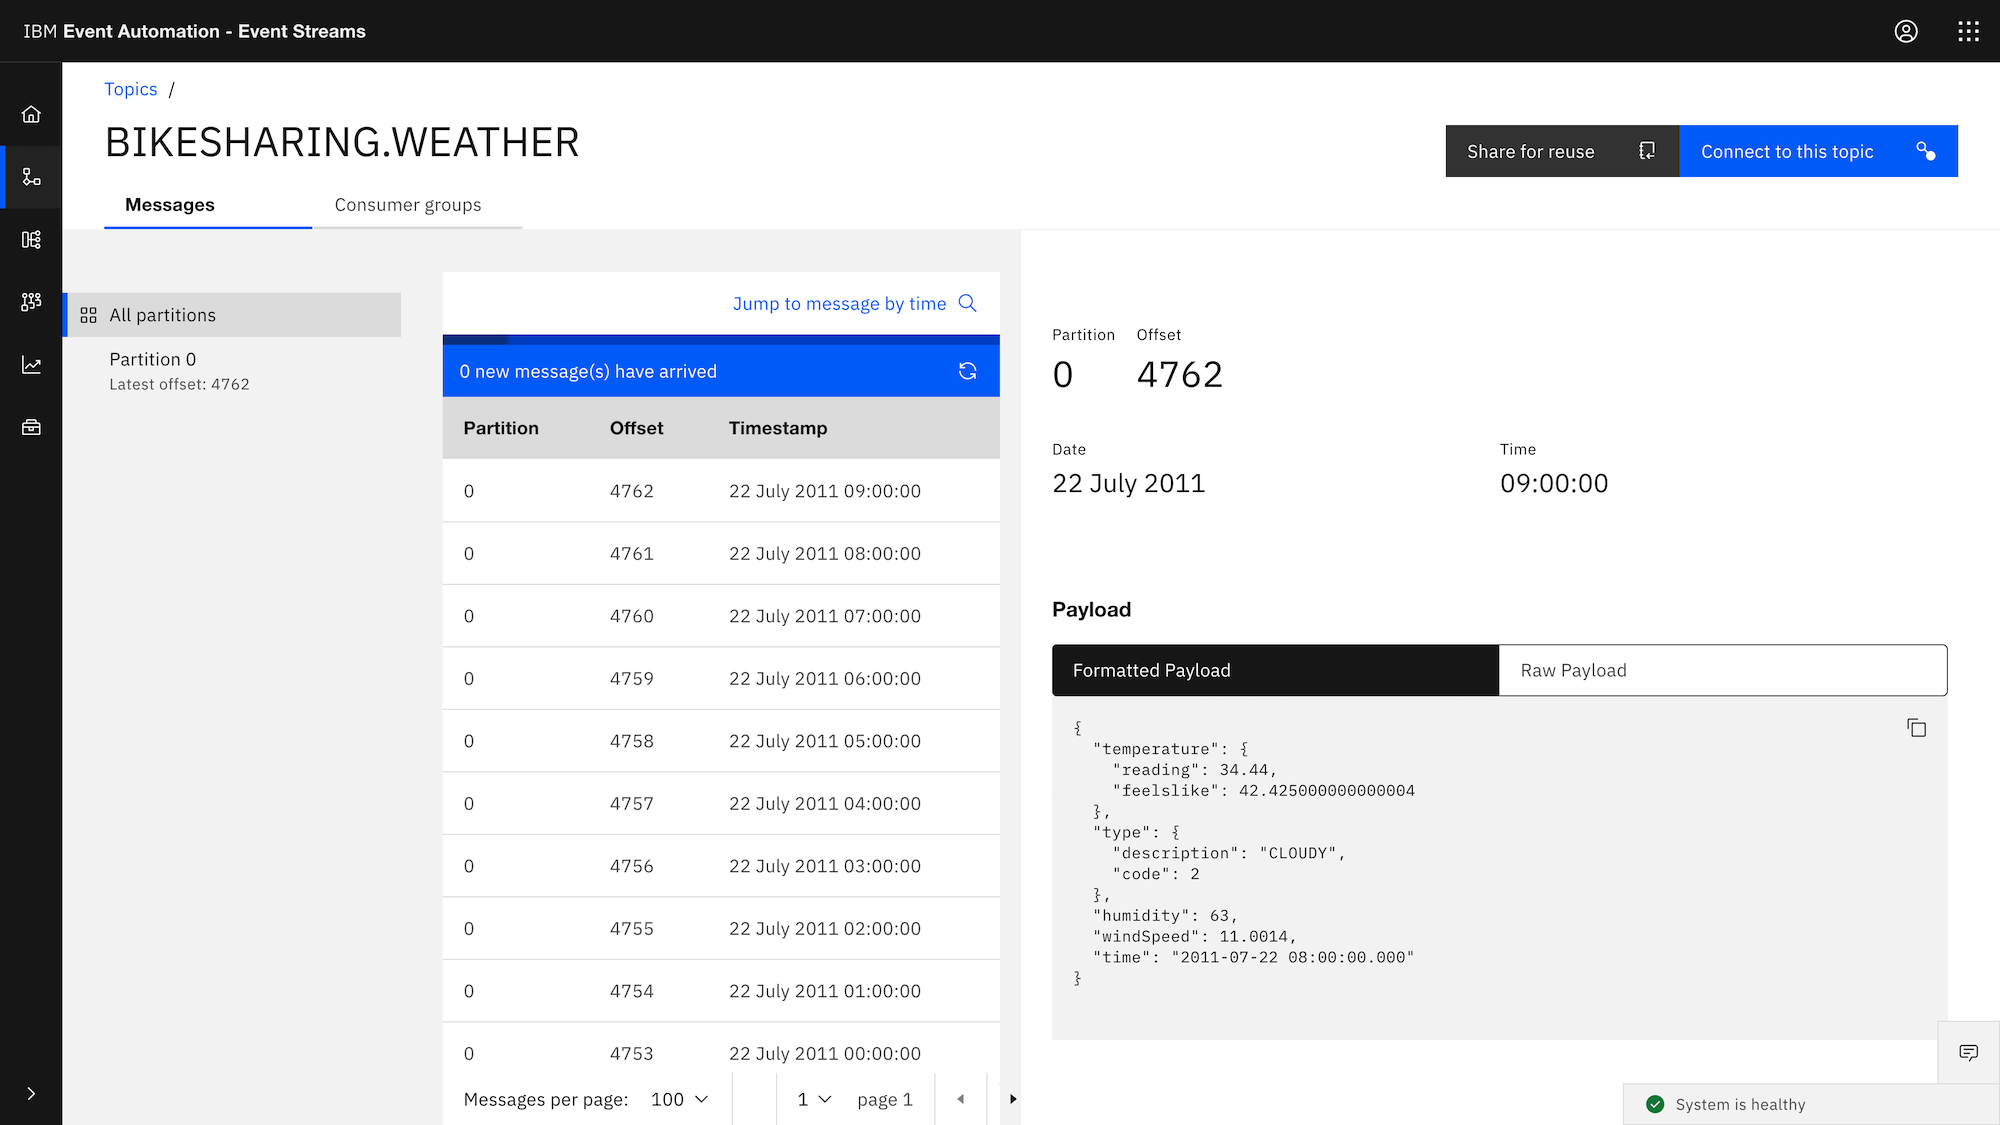 IBM Event Automation - Event Streams
Topics /
BIKESHARING.WEATHER
Share for reuse
Connect to this topic
Messages
Consumer groups
All partitions
Partition 0
Latest offset: 4762
Jump to message by time
0 new message(s) have arrived
Partition Offset Timestamp
0 4762 22 July 2011 09:00:00
0 4761 22 July 2011 08:00:00
0 4760 22 July 2011 07:00:00
0 4759 22 July 2011 06:00:00
0 4758 22 July 2011 05:00:00
0 4757 22 July 2011 04:00:00
0 4756 22 July 2011 03:00:00
0 4755 22 July 2011 02:00:00
0 4754 22 July 2011 01:00:00
0 4753 22 July 2011 00:00:00
Messages per page: 100 1 page 1
Partition Offset
0 4762
Date Time
22 July 2011 09:00:00
Payload
Formatted Payload Raw Payload
{
"temperature": {
"reading": 34.44,
"feelslike": 42.425000000000004
},
"type": {
"description": "CLOUDY",
"code": 2
},
"humidity": 63,
"windSpeed": 11.0014,
"time": "2011-07-22 08:00:00.000"
}
System is healthy